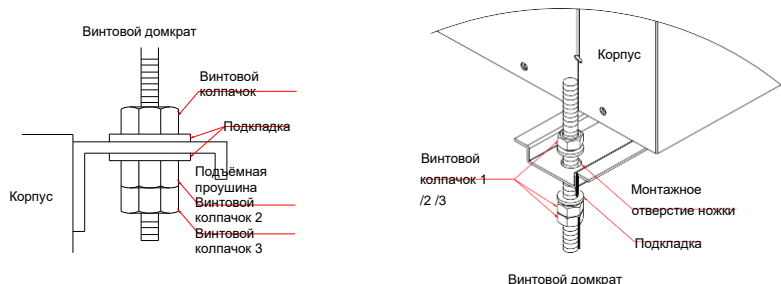 Винтовой домкрат
Винтовой
колпачок
Подкладка
Подъёмная
проушина
Винтовой
колпачок 2
Винтовой
колпачок 3
Корпус
Корпус
Винтовой
колпачок 1
/2 /3
Монтажное
отверстие ножки
Подкладка
Винтовой домкрат